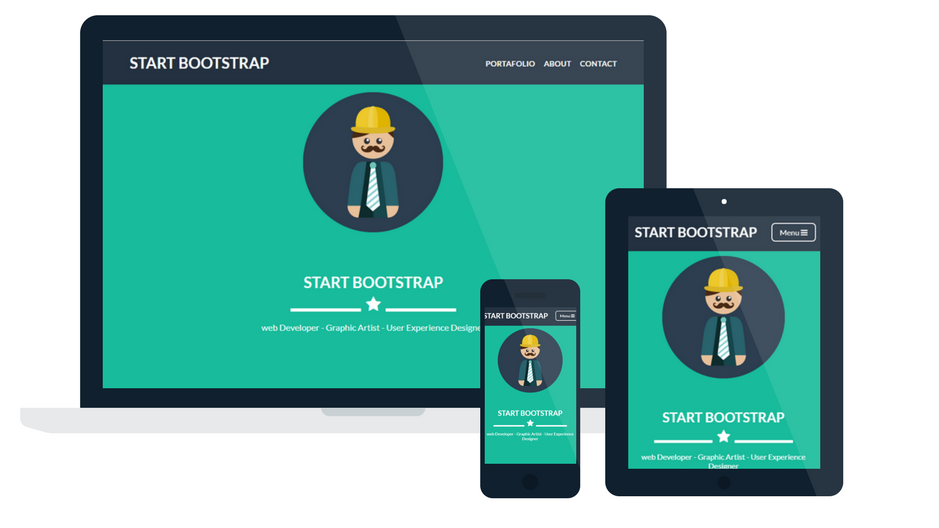 START BOOTSTRAP
PORTAFOLIO ABOUT CONTACT
START BOOTSTRAP
web Developer - Graphic Artist - User Experience Designe
START BOOTSTRAP
Menu
START BOOTSTRAP
web Developer - Graphic Artist - User Experience
Designer
START BOOTSTRAP
Menu
START BOOTSTRAP
web Developer - Graphic Artist - User Experience
Designer